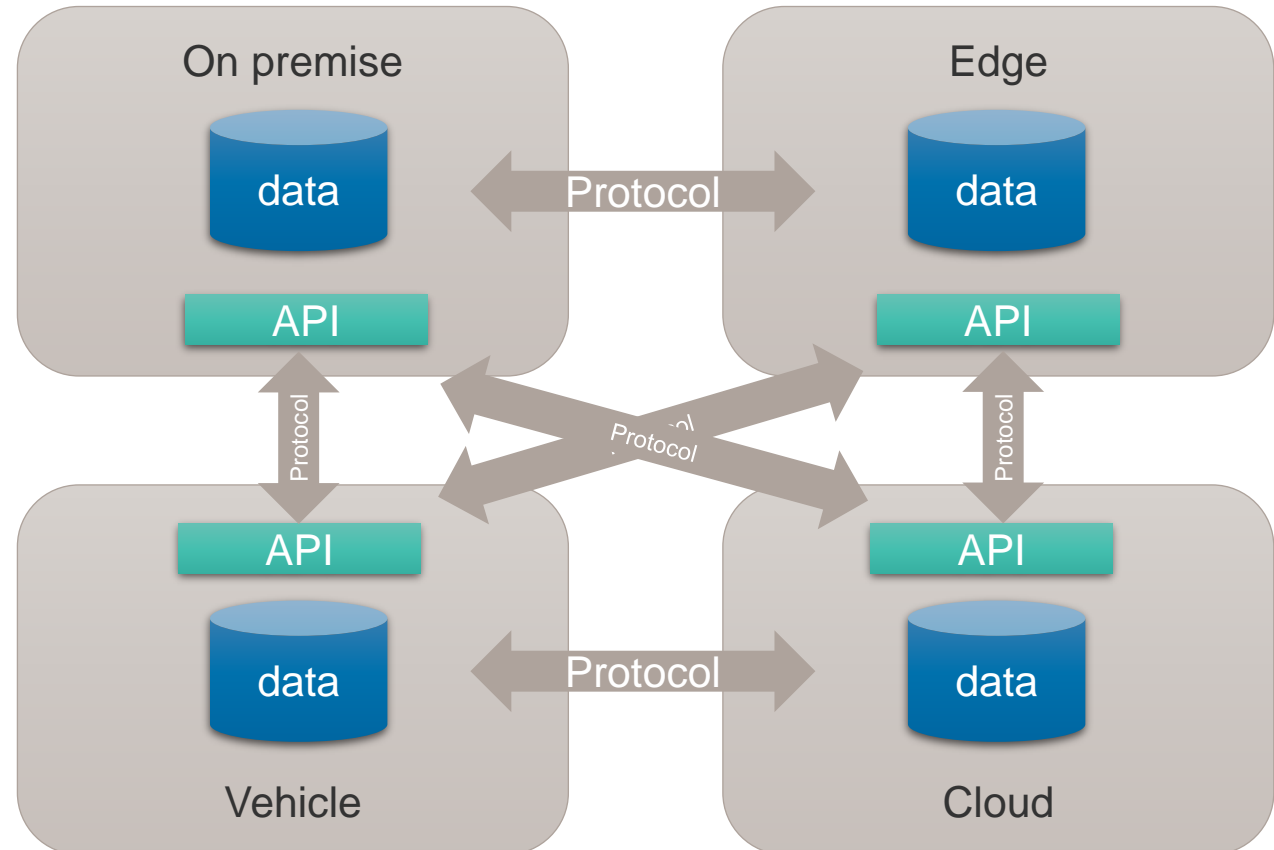 On premise
Edge
data
Protocol
data
API
API
Protocol
Protocol
Protocol
API
API
data
Protocol
data
Vehicle
Cloud